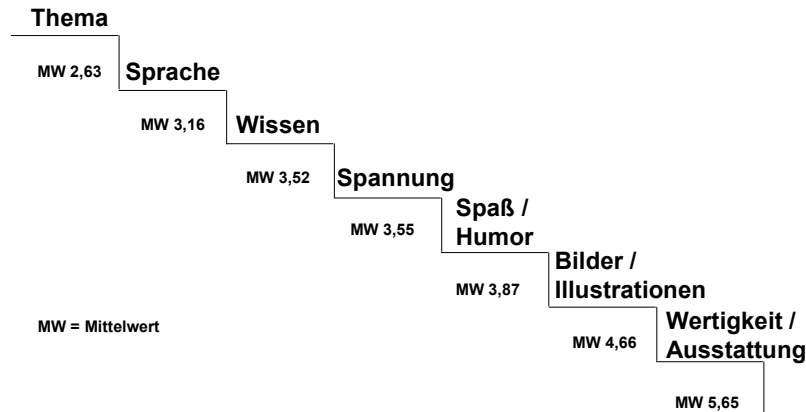 Thema
MW 2,63
Sprache
MW 3,16
Wissen
MW 3,52
Spannung
MW 3,55
Spaß /
Humor
MW 3,87
Bilder /
Illustrationen
MW 4,66
Wertigkeit /
Ausstattung
MW 5,65
MW = Mittelwert